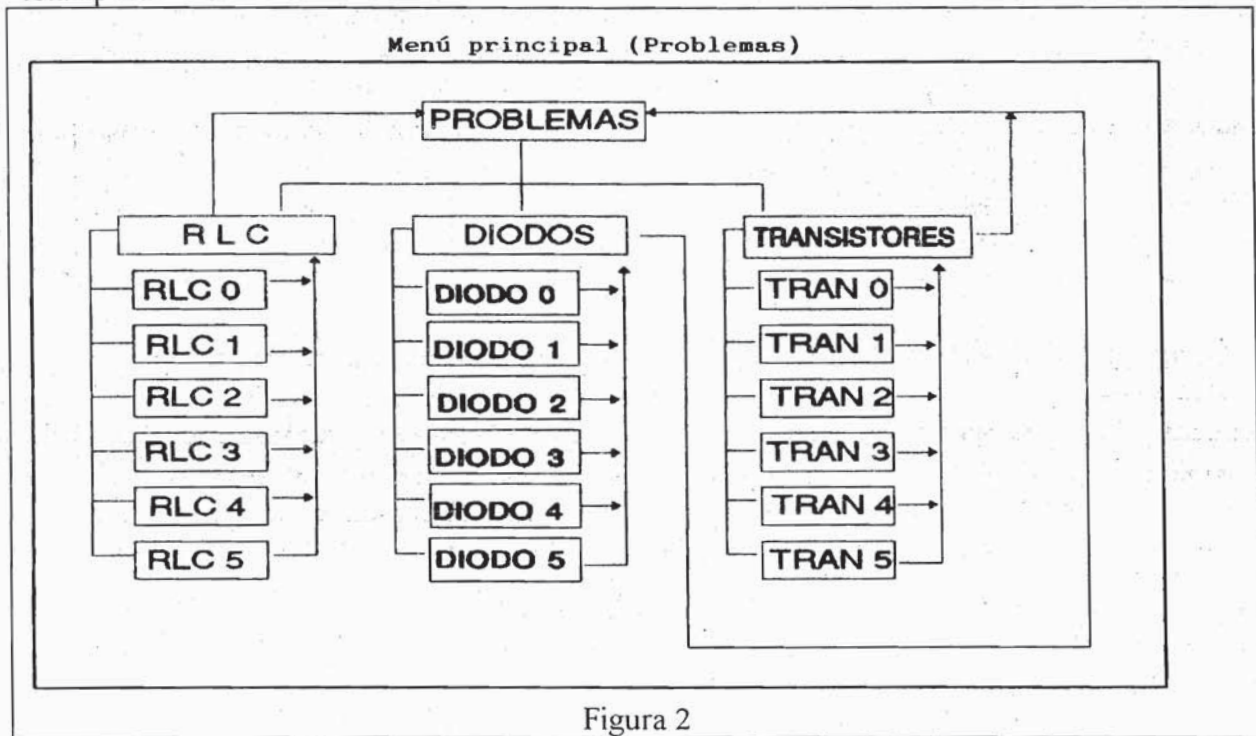 Menú principal (Problemas)
PROBLEMAS
R L C
DIODOS
TRANSISTORES
RLC 0
DIODO 0
TRAN 0
RLC 1
DIODO 1
TRAN 1
RLC 2
DIODO 2
TRAN 2
RLC 3
DIODO 3
TRAN 3
RLC 4
DIODO 4
TRAN 4
RLC 5
DIODO 5
TRAN 5
Figura 2